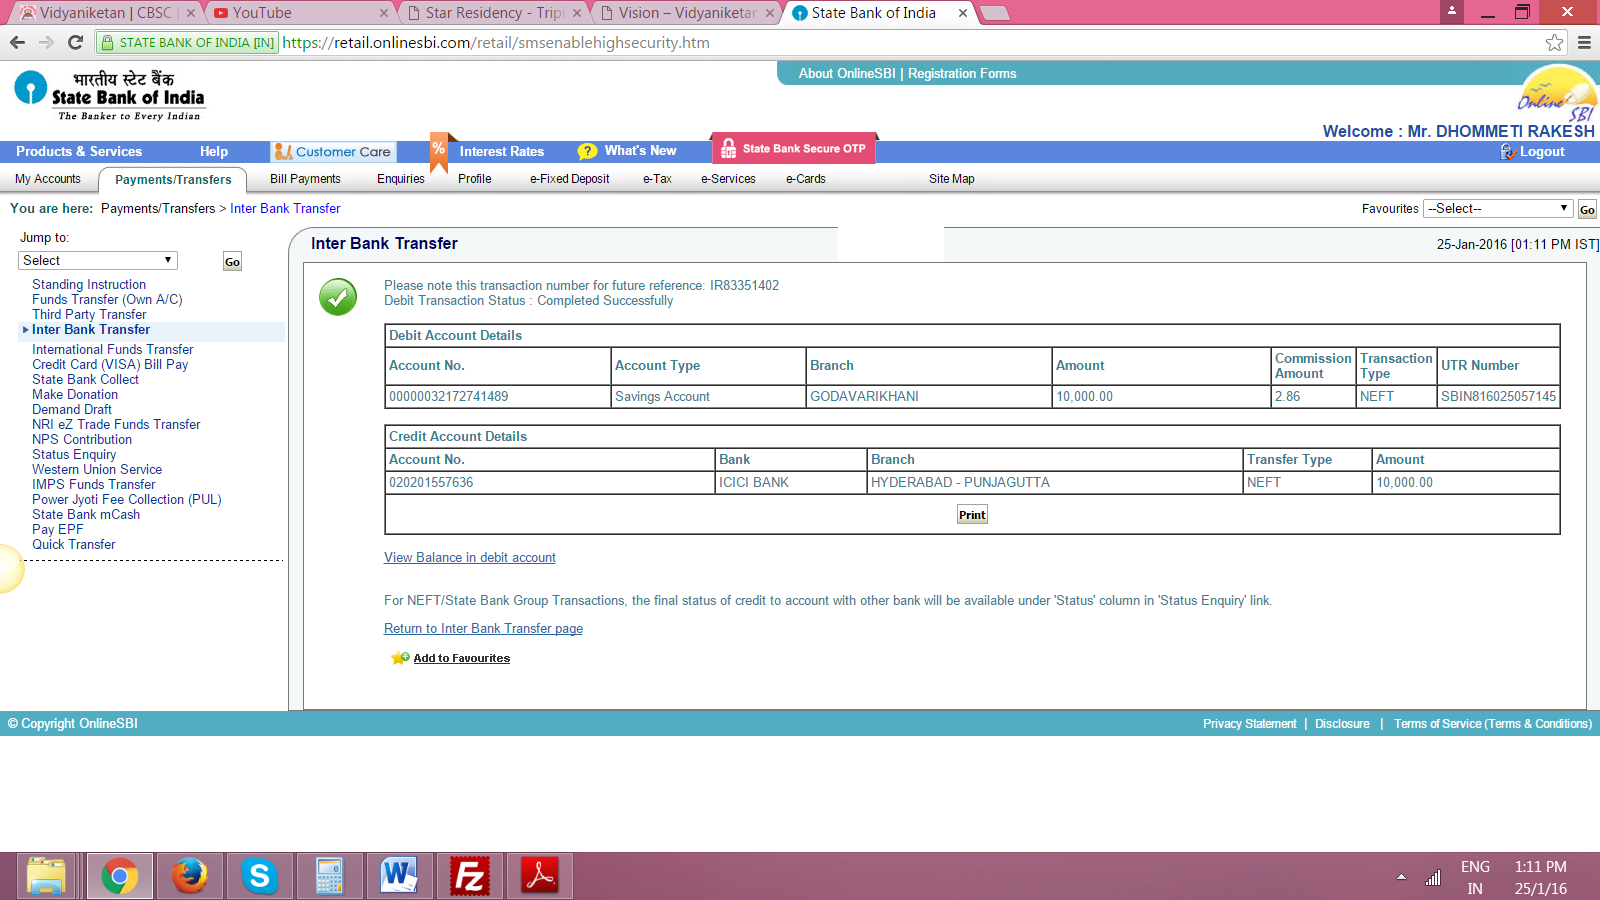 Vidyaniketan | CBSC |
YouTube
Star Residency - Tripi
Vision – Vidyaniketan
State Bank of India
STATE BANK OF INDIA [IN]
https://retail.onlinesbi.com/retail/smsenablehighsecurity.htm
भारतीय स्टेट बैंक
State Bank of India
The Banker to Every Indian
About OnlineSBI | Registration Forms
Online SBI
Welcome : Mr. DHOMMETI RAKESH
Products & Services Help Customer Care % Interest Rates ? What's New State Bank Secure OTP Logout
My Accounts Payments/Transfers Bill Payments Enquiries Profile e-Fixed Deposit e-Tax e-Services e-Cards Site Map
You are here: Payments/Transfers > Inter Bank Transfer
Favourites --Select-- Go
Jump to:
Select Go
Standing Instruction
Funds Transfer (Own A/C)
Third Party Transfer
Inter Bank Transfer
International Funds Transfer
Credit Card (VISA) Bill Pay
State Bank Collect
Make Donation
Demand Draft
NRI eZ Trade Funds Transfer
NPS Contribution
Status Enquiry
Western Union Service
IMPS Funds Transfer
Power Jyoti Fee Collection (PUL)
State Bank mCash
Pay EPF
Quick Transfer
Inter Bank Transfer
25-Jan-2016 [01:11 PM IST]
Please note this transaction number for future reference: IR83351402
Debit Transaction Status : Completed Successfully
Debit Account Details
Account No. Account Type Branch Amount Commission Amount Transaction Type UTR Number
00000032172741489 Savings Account GODAVARIKHANI 10,000.00 2.86 NEFT SBIN816025057145
Credit Account Details
Account No. Bank Branch Transfer Type Amount
020201557636 ICICI BANK HYDERABAD - PUNJAGUTTA NEFT 10,000.00
Print
View Balance in debit account
For NEFT/State Bank Group Transactions, the final status of credit to account with other bank will be available under 'Status' column in 'Status Enquiry' link.
Return to Inter Bank Transfer page
Add to Favourites
© Copyright OnlineSBI
Privacy Statement | Disclosure | Terms of Service (Terms & Conditions)
ENG 1:11 PM
IN 25/1/16